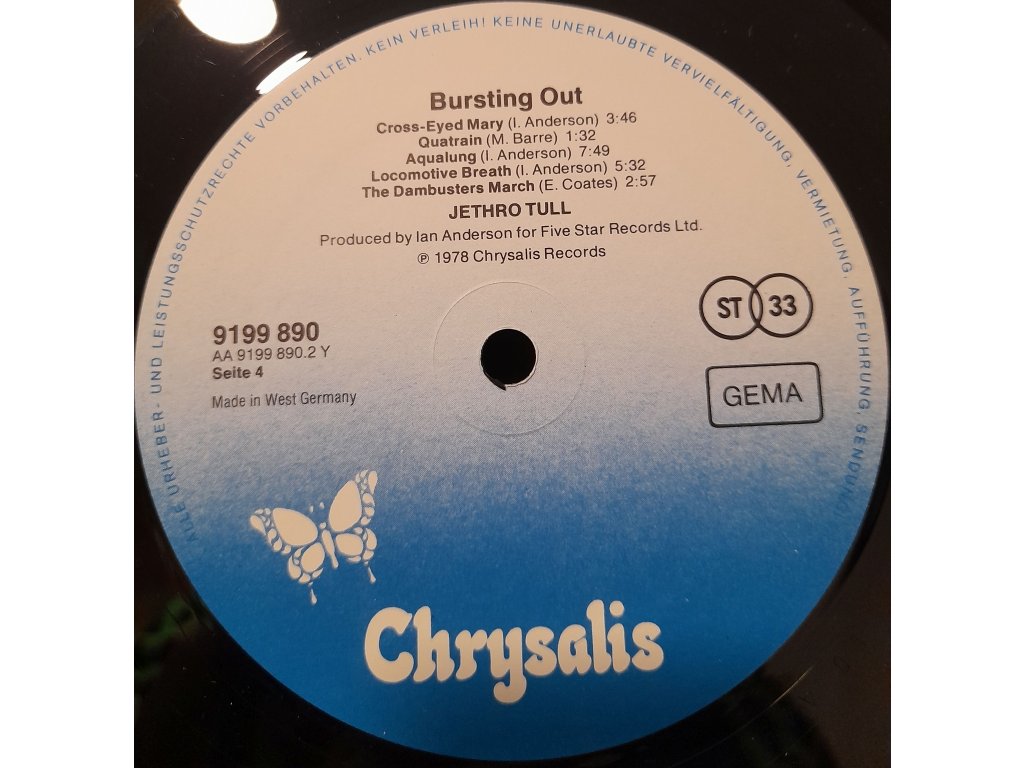 ALLE URHEBER- UND LEISTUNGSSCHUTZRECHTE VORBEHALTEN. KEIN VERLEIH! KEINE UNERLAUBTE VERVIELFÄLTIGUNG, VERMIETUNG, AUFFÜHRUNG, SENDUNG!
Bursting Out
Cross-Eyed Mary (I. Anderson) 3:46
Quatrain (M. Barre) 1:32
Aqualung (I. Anderson) 7:49
Locomotive Breath (I. Anderson) 5:32
The Dambusters March (E. Coates) 2:57
JETHRO TULL
Produced by Ian Anderson for Five Star Records Ltd.
℗ 1978 Chrysalis Records
9199 890
AA 9199 890.2 Y
Seite 4
Made in West Germany
ST 33
GEMA
Chrysalis